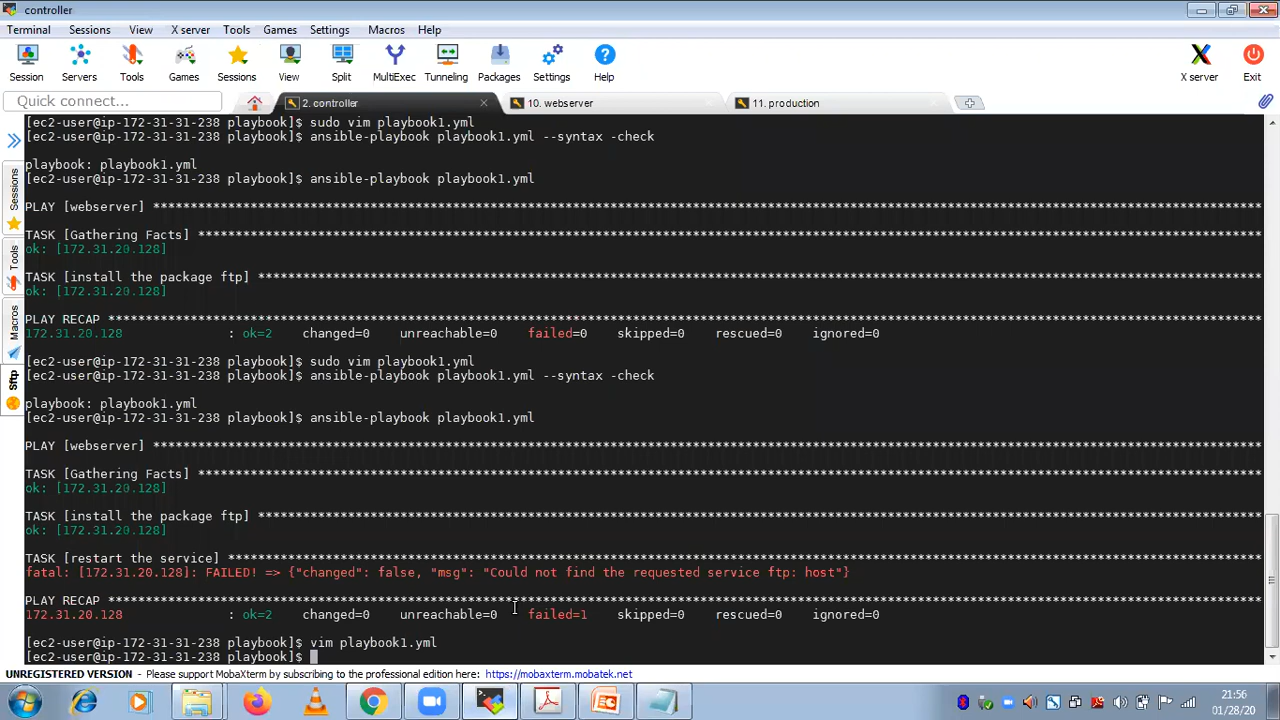 controller
Terminal Sessions View X server Tools Games Settings Macros Help
Session Servers Tools Games Sessions View Split MultiExec Tunneling Packages Settings Help X server Exit
Quick connect... 2. controller 10. webserver 11. production
Sessions
Tools
Macros
Sftp
[ec2-user@ip-172-31-31-238 playbook]$ sudo vim playbook1.yml
[ec2-user@ip-172-31-31-238 playbook]$ ansible-playbook playbook1.yml --syntax -check
playbook: playbook1.yml
[ec2-user@ip-172-31-31-238 playbook]$ ansible-playbook playbook1.yml
PLAY [webserver] ****************************************************************************************************************************************************
TASK [Gathering Facts] **********************************************************************************************************************************************
ok: [172.31.20.128]
TASK [install the package ftp] **************************************************************************************************************************************
ok: [172.31.20.128]
PLAY RECAP **********************************************************************************************************************************************************
172.31.20.128 : ok=2 changed=0 unreachable=0 failed=0 skipped=0 rescued=0 ignored=0
[ec2-user@ip-172-31-31-238 playbook]$ sudo vim playbook1.yml
[ec2-user@ip-172-31-31-238 playbook]$ ansible-playbook playbook1.yml --syntax -check
playbook: playbook1.yml
[ec2-user@ip-172-31-31-238 playbook]$ ansible-playbook playbook1.yml
PLAY [webserver] ****************************************************************************************************************************************************
TASK [Gathering Facts] **********************************************************************************************************************************************
ok: [172.31.20.128]
TASK [install the package ftp] **************************************************************************************************************************************
ok: [172.31.20.128]
TASK [restart the service] ******************************************************************************************************************************************
fatal: [172.31.20.128]: FAILED! => {"changed": false, "msg": "Could not find the requested service ftp: host"}
PLAY RECAP **********************************************************************************************************************************************************
172.31.20.128 : ok=2 changed=0 unreachable=0 failed=1 skipped=0 rescued=0 ignored=0
[ec2-user@ip-172-31-31-238 playbook]$ vim playbook1.yml
[ec2-user@ip-172-31-31-238 playbook]$
UNREGISTERED VERSION - Please support MobaXterm by subscribing to the professional edition here: https://mobaxterm.mobatek.net
21:56
01/28/20